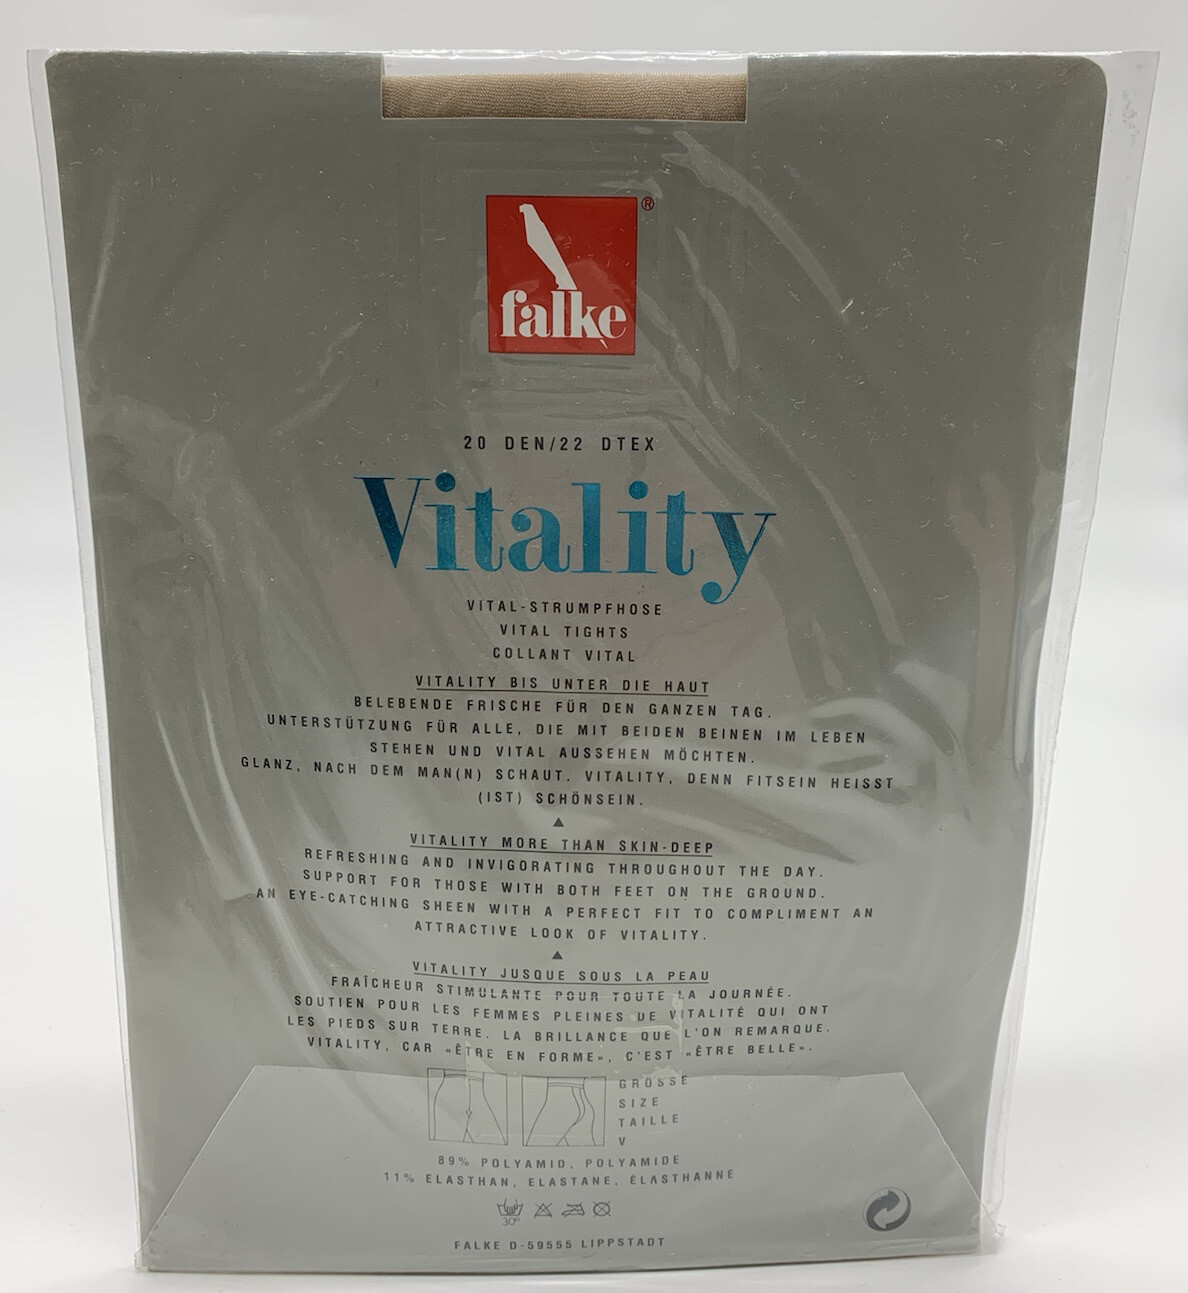 ®
falke
20 DEN/22 DTEX
Vitality
VITAL-STRUMPFHOSE
VITAL TIGHTS
COLLANT VITAL
VITALITY BIS UNTER DIE HAUT
BELEBENDE FRISCHE FÜR DEN GANZEN TAG.
UNTERSTÜTZUNG FÜR ALLE, DIE MIT BEIDEN BEINEN IM LEBEN
STEHEN UND VITAL AUSSEHEN MÖCHTEN.
GLANZ, NACH DEM MAN(N) SCHAUT. VITALITY, DENN FITSEIN HEISST
(IST) SCHÖNSEIN.
VITALITY MORE THAN SKIN-DEEP
REFRESHING AND INVIGORATING THROUGHOUT THE DAY.
SUPPORT FOR THOSE WITH BOTH FEET ON THE GROUND.
AN EYE-CATCHING SHEEN WITH A PERFECT FIT TO COMPLIMENT AN
ATTRACTIVE LOOK OF VITALITY.
VITALITY JUSQUE SOUS LA PEAU
FRAÎCHEUR STIMULANTE POUR TOUTE LA JOURNÉE.
SOUTIEN POUR LES FEMMES PLEINES DE VITALITÉ QUI ONT
LES PIEDS SUR TERRE. LA BRILLANCE QUE L'ON REMARQUE.
VITALITY, CAR «ÊTRE EN FORME», C'EST «ÊTRE BELLE».
GRÖSSE
SIZE
TAILLE
V
89% POLYAMID, POLYAMIDE
11% ELASTHAN, ELASTANE, ÉLASTHANNE
30°
FALKE D-59555 LIPPSTADT